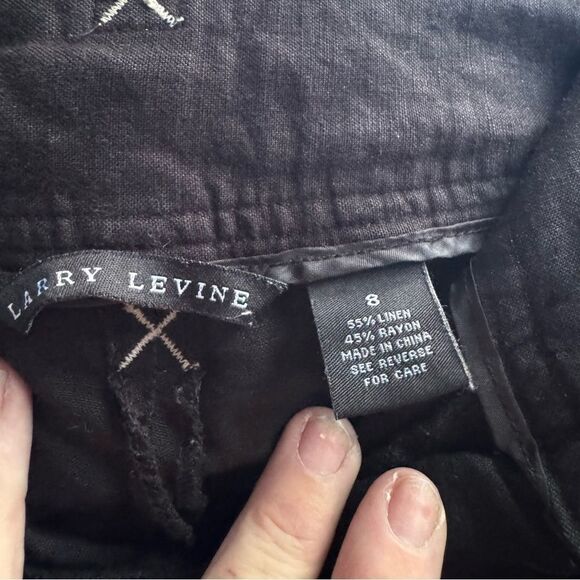 LARRY LEVINE
8
55% LINEN
45% RAYON
MADE IN CHINA
SEE REVERSE
FOR CARE